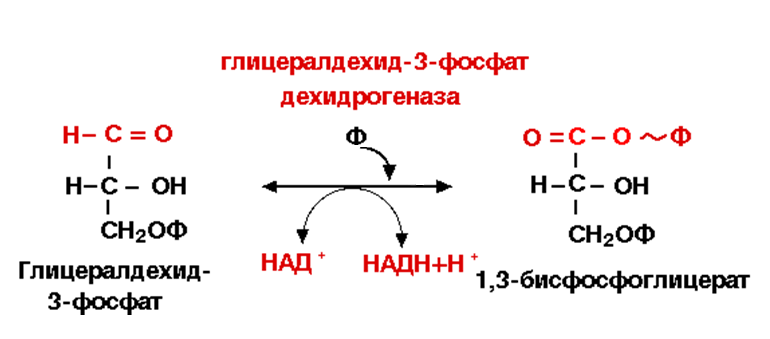 глицералдехид-3-фосфат
дехидрогеназа
H – C = O
Ф
O = C – O ~ Ф
H – C – OH
H – C – OH
CH₂OФ
CH₂OФ
НАД⁺
НАДН+Н⁺
Глицералдехид-
3-фосфат
1,3-бисфосфоглицерат